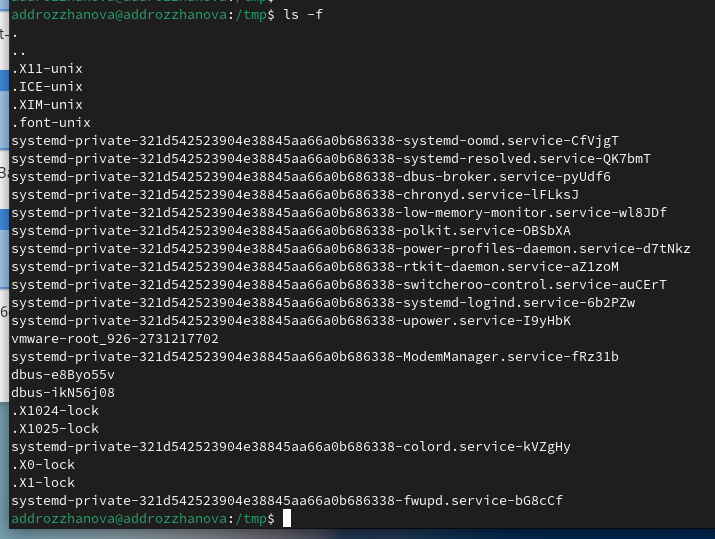 addrozzhanova@addrozzhanova:/tmp$ ls -f
.
..
.X11-unix
.ICE-unix
.XIM-unix
.font-unix
systemd-private-321d542523904e38845aa66a0b686338-systemd-oomd.service-CfVjgT
systemd-private-321d542523904e38845aa66a0b686338-systemd-resolved.service-QK7bmT
systemd-private-321d542523904e38845aa66a0b686338-dbus-broker.service-pyUdf6
systemd-private-321d542523904e38845aa66a0b686338-chronyd.service-lFLksJ
systemd-private-321d542523904e38845aa66a0b686338-low-memory-monitor.service-wl8JDf
systemd-private-321d542523904e38845aa66a0b686338-polkit.service-OBSbXA
systemd-private-321d542523904e38845aa66a0b686338-power-profiles-daemon.service-d7tNkz
systemd-private-321d542523904e38845aa66a0b686338-rtkit-daemon.service-aZ1zoM
systemd-private-321d542523904e38845aa66a0b686338-switcheroo-control.service-auCErT
systemd-private-321d542523904e38845aa66a0b686338-systemd-logind.service-6b2PZw
systemd-private-321d542523904e38845aa66a0b686338-upower.service-I9yHbK
vmware-root_926-2731217702
systemd-private-321d542523904e38845aa66a0b686338-ModemManager.service-fRz31b
dbus-e8Byo55v
dbus-ikN56j08
.X1024-lock
.X1025-lock
systemd-private-321d542523904e38845aa66a0b686338-colord.service-kVZgHy
.X0-lock
.X1-lock
systemd-private-321d542523904e38845aa66a0b686338-fwupd.service-bG8cCf
addrozzhanova@addrozzhanova:/tmp$